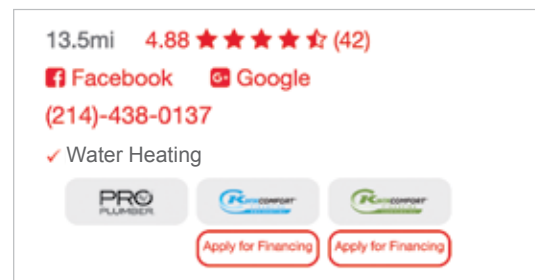 13.5mi 4.88 (42)
Facebook Google
(214)-438-0137
Water Heating
PRO PLUMBER
Apply for Financing Apply for Financing